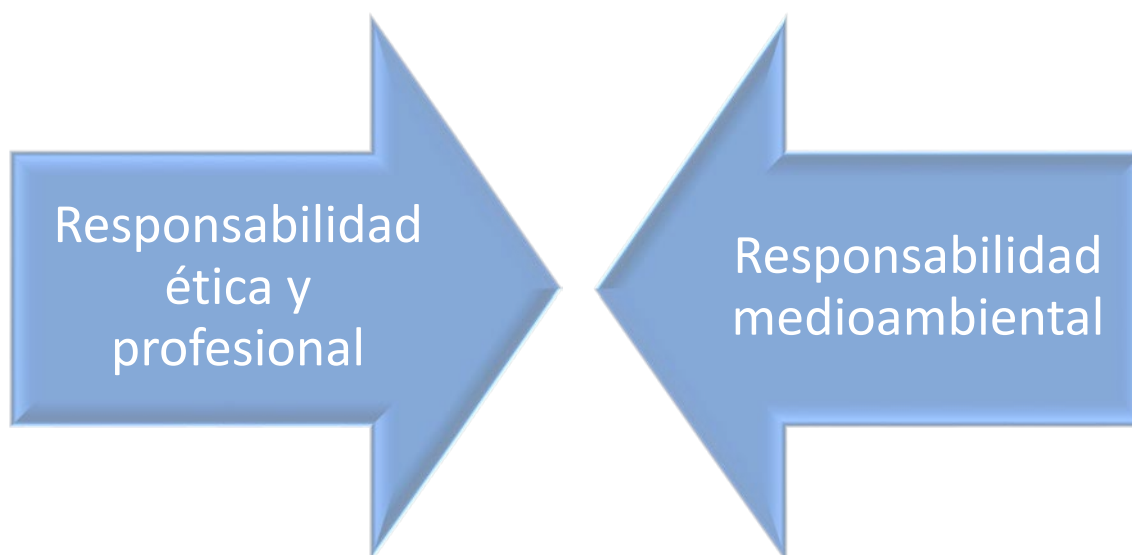 Responsabilidad
ética y
profesional
Responsabilidad
medioambiental